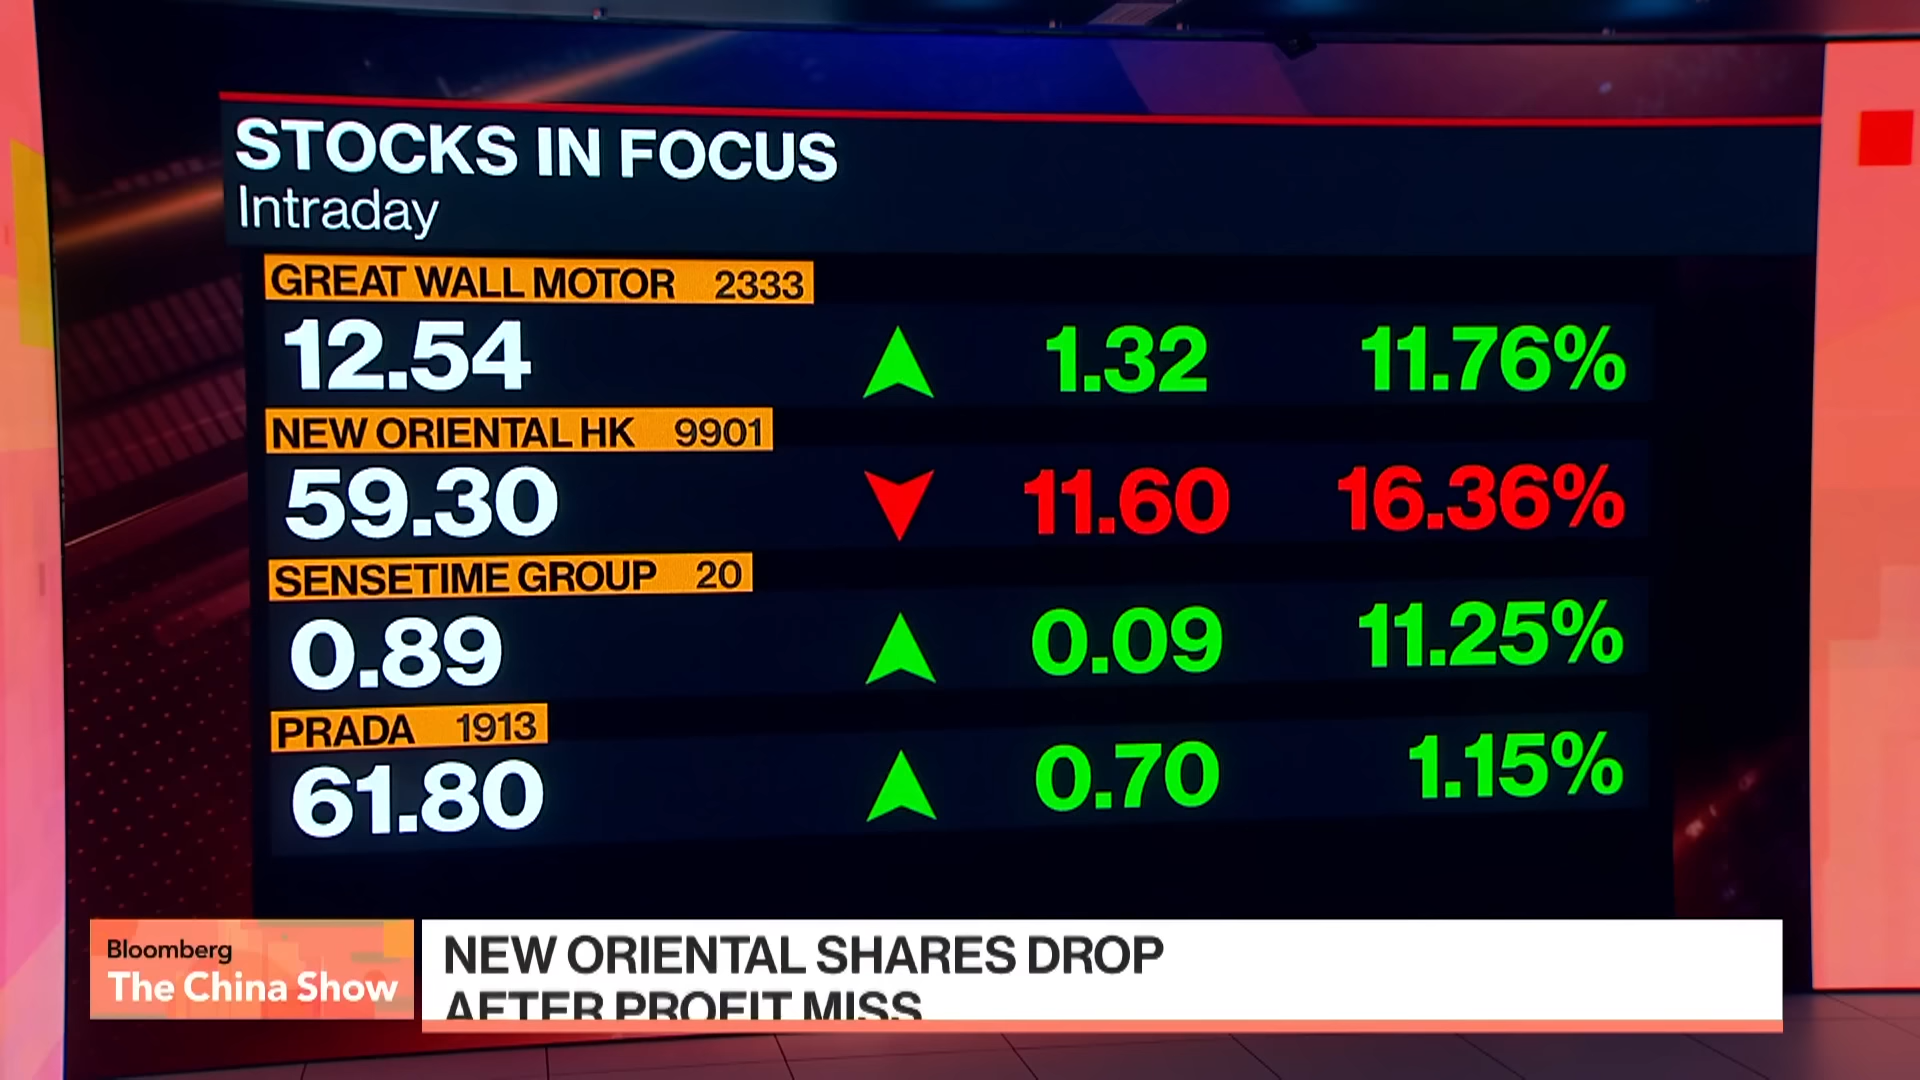 STOCKS IN FOCUS
Intraday
GREAT WALL MOTOR 2333
12.54 1.32 11.76%
NEW ORIENTAL HK 9901
59.30 11.60 16.36%
SENSETIME GROUP 20
0.89 0.09 11.25%
PRADA 1913
61.80 0.70 1.15%
Bloomberg
The China Show
NEW ORIENTAL SHARES DROP
AFTER PROFIT MISS